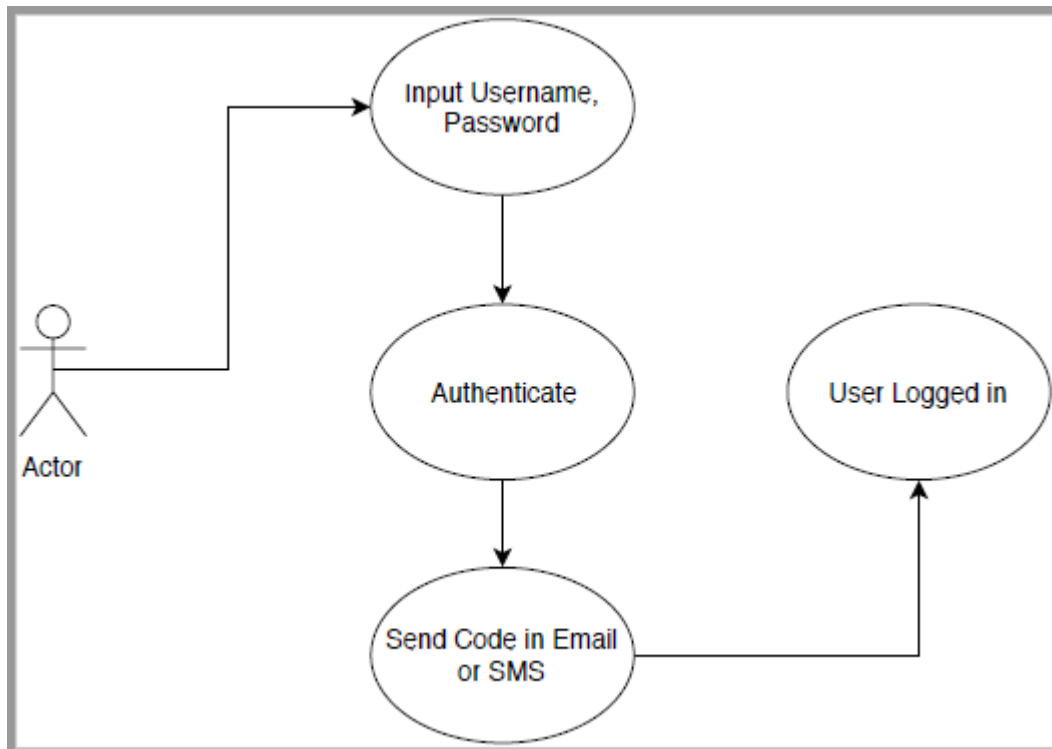 Input Username,
Password
Authenticate
User Logged in
Actor
Send Code in Email
or SMS